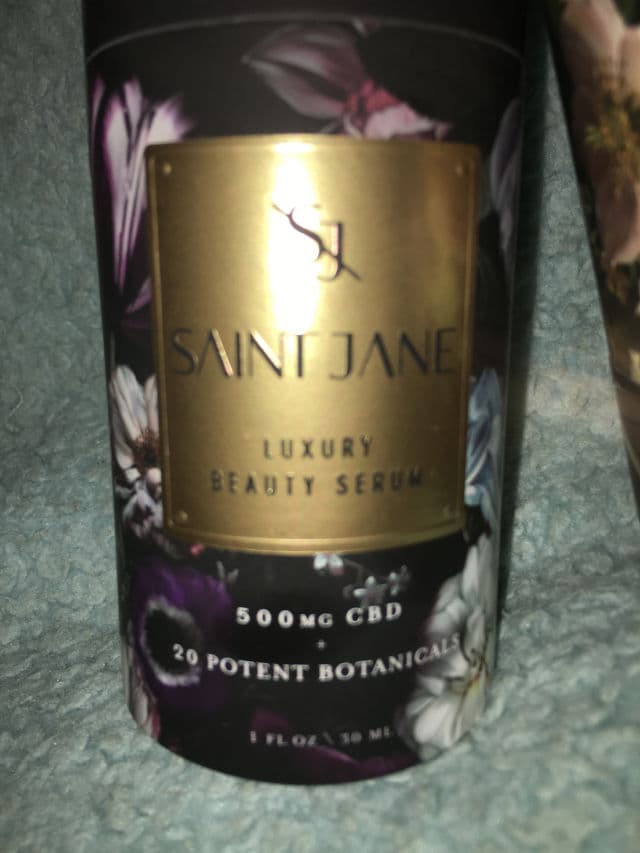 SJ
SAINT JANE
LUXURY
BEAUTY SERUM
500MG CBD
+
20 POTENT BOTANICALS
1 FL OZ \ 30 ML